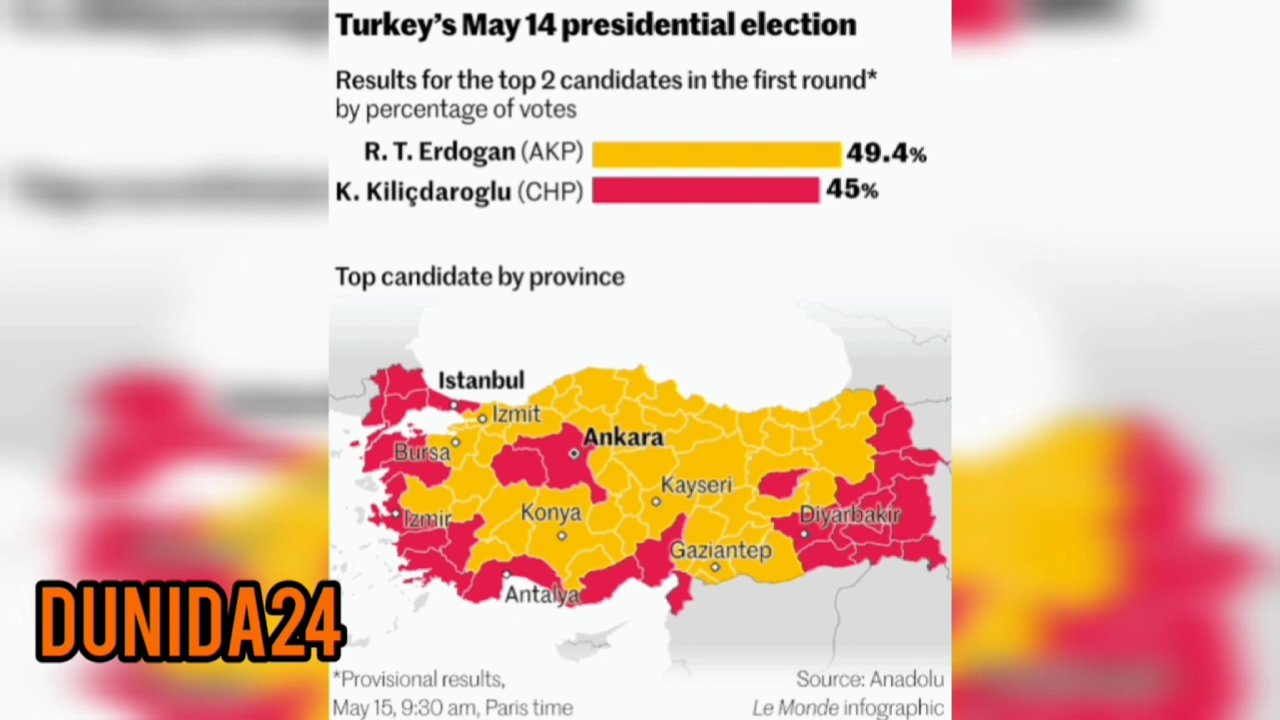 Turkey's May 14 presidential election
Results for the top 2 candidates in the first round*
by percentage of votes
R. T. Erdogan (AKP) 49.4%
K. Kiliçdaroglu (CHP) 45%
Top candidate by province
Istanbul
Izmit
Ankara
Bursa
Kayseri
Izmir
Konya
Diyarbakir
Gaziantep
Antalya
DUNIDA24
*Provisional results,
May 15, 9:30 am, Paris time
Source: Anadolu
Le Monde infographic